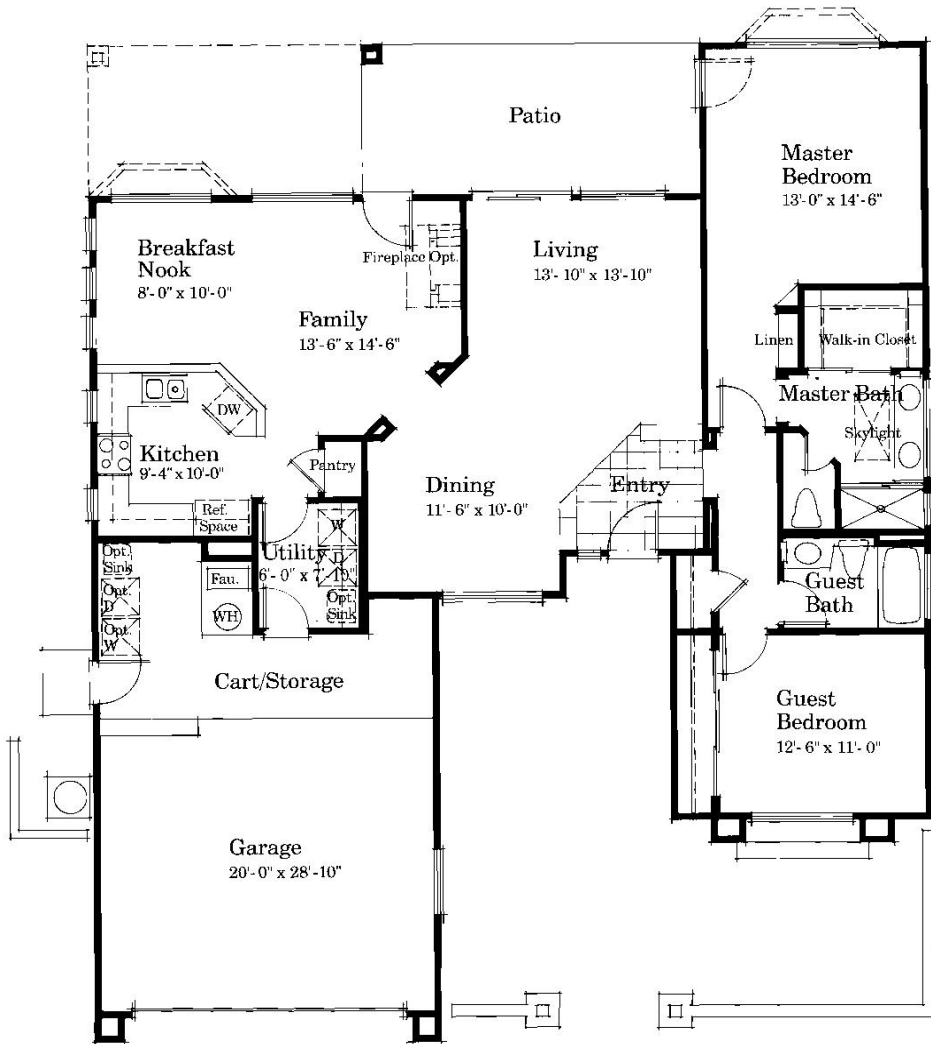 Patio
Master
Bedroom
13'-0" x 14'-6"
Breakfast
Nook
8'-0" x 10'-0"
Fireplace Opt.
Living
13'-10" x 13'-10"
Family
13'-6" x 14'-6"
Linen
Walk-in Closet
Master Bath
Skylight
DW
Kitchen
9'-4" x 10'-0"
Pantry
Dining
11'-6" x 10'-0"
Entry
Ref.
Space
W
Utility
6'-0" x 7'-10"
D
Opt.
Sink
Opt.
Sink
Opt.
D
Opt.
W
Fau.
WH
Guest
Bath
Cart/Storage
Guest
Bedroom
12'-6" x 11'-0"
Garage
20'-0" x 28'-10"